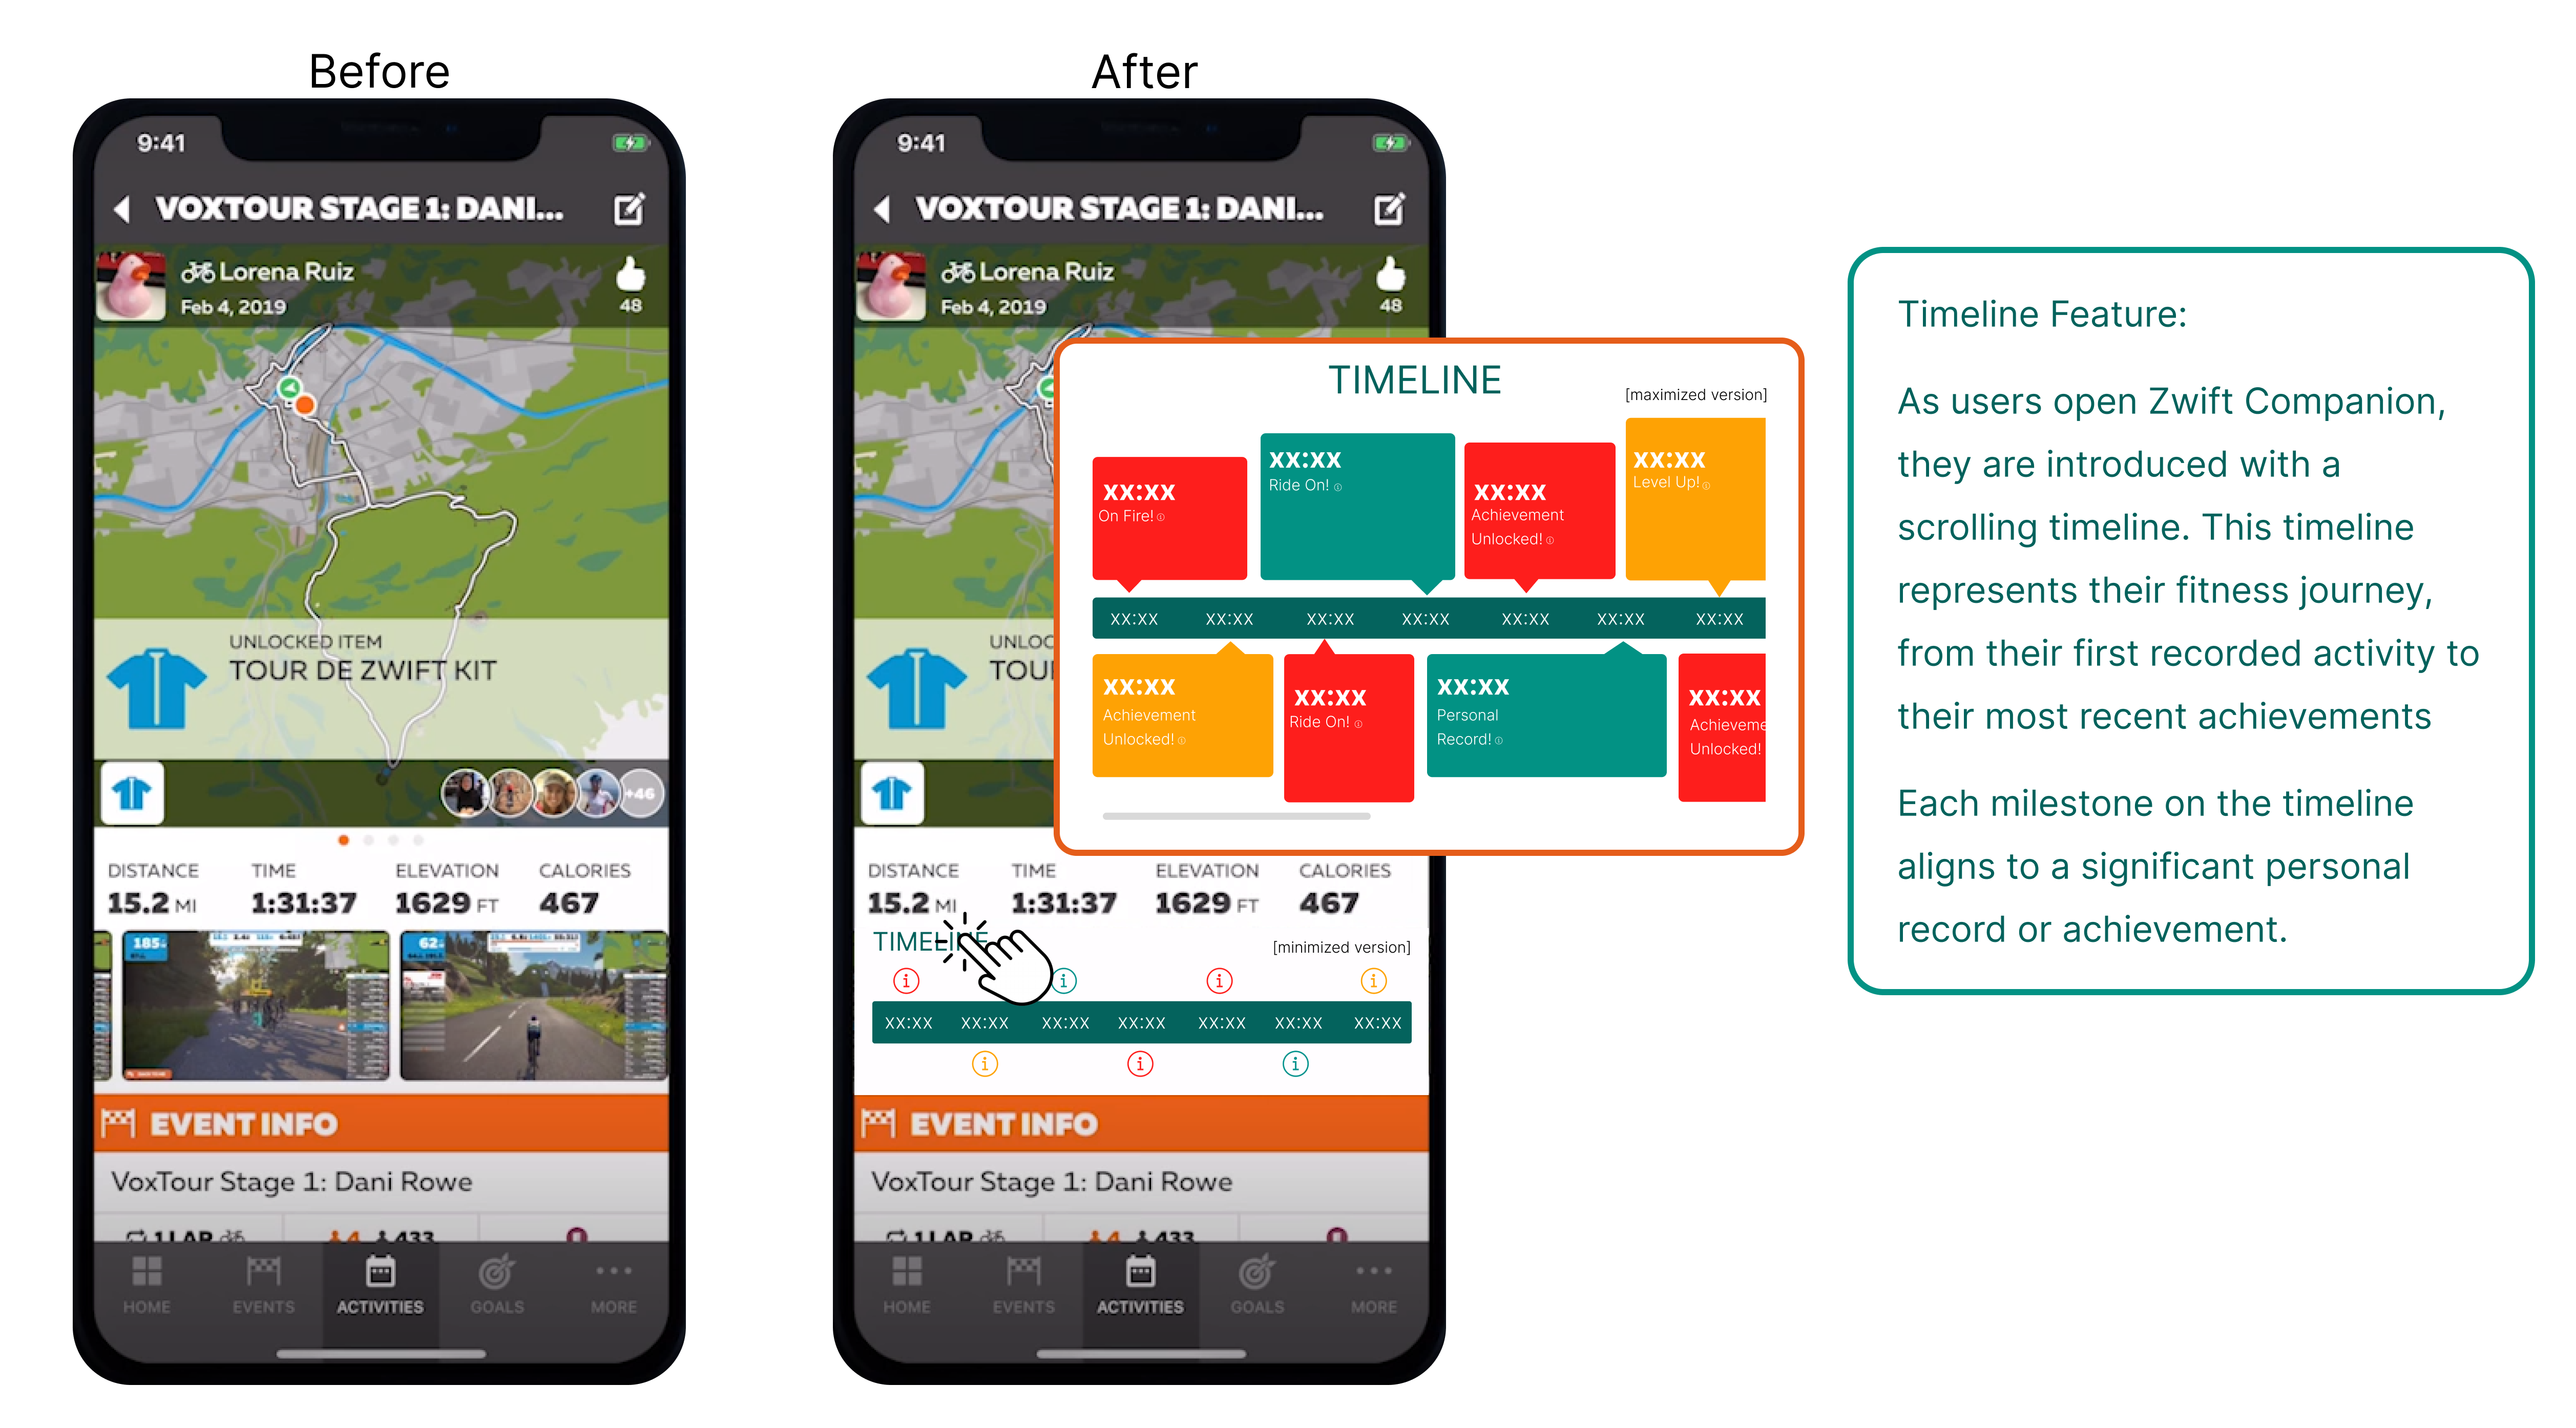 Before
9:41
VOXTOUR STAGE 1: DANI...
Lorena Ruiz
Feb 4, 2019
48
UNLOCKED ITEM
TOUR DE ZWIFT KIT
+46
DISTANCE TIME ELEVATION CALORIES
15.2 MI 1:31:37 1629 FT 467
185
62
EVENT INFO
VoxTour Stage 1: Dani Rowe
1 LAP 4 433
HOME EVENTS ACTIVITIES GOALS MORE
After
9:41
VOXTOUR STAGE 1: DANI...
Lorena Ruiz
Feb 4, 2019
48
UNLOC
TOUR
DISTANCE TIME ELEVATION CALORIES
15.2 MI 1:31:37 1629 FT 467
TIMELINE
[minimized version]
XX:XX XX:XX XX:XX XX:XX XX:XX XX:XX XX:XX
EVENT INFO
VoxTour Stage 1: Dani Rowe
1 LAP 4 433
HOME EVENTS ACTIVITIES GOALS MORE
TIMELINE
[maximized version]
xx:xx
On Fire!
xx:xx
Ride On!
xx:xx
Achievement
Unlocked!
xx:xx
Level Up!
XX:XX XX:XX XX:XX XX:XX XX:XX XX:XX XX:XX
xx:xx
Achievement
Unlocked!
xx:xx
Ride On!
xx:xx
Personal
Record!
xx:xx
Achieveme
Unlocked!
Timeline Feature:
As users open Zwift Companion,
they are introduced with a
scrolling timeline. This timeline
represents their fitness journey,
from their first recorded activity to
their most recent achievements
Each milestone on the timeline
aligns to a significant personal
record or achievement.